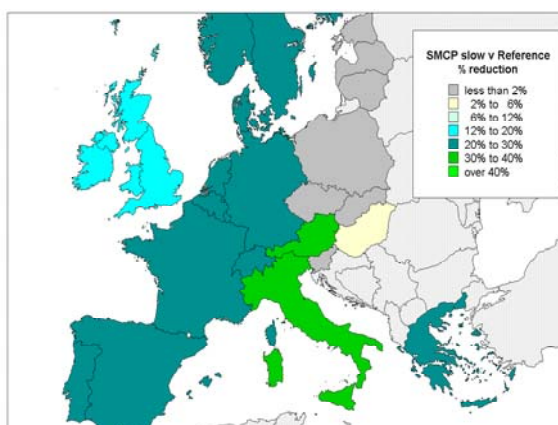 SMCP slow v Reference
% reduction
less than 2%
2% to 6%
6% to 12%
12% to 20%
20% to 30%
30% to 40%
over 40%